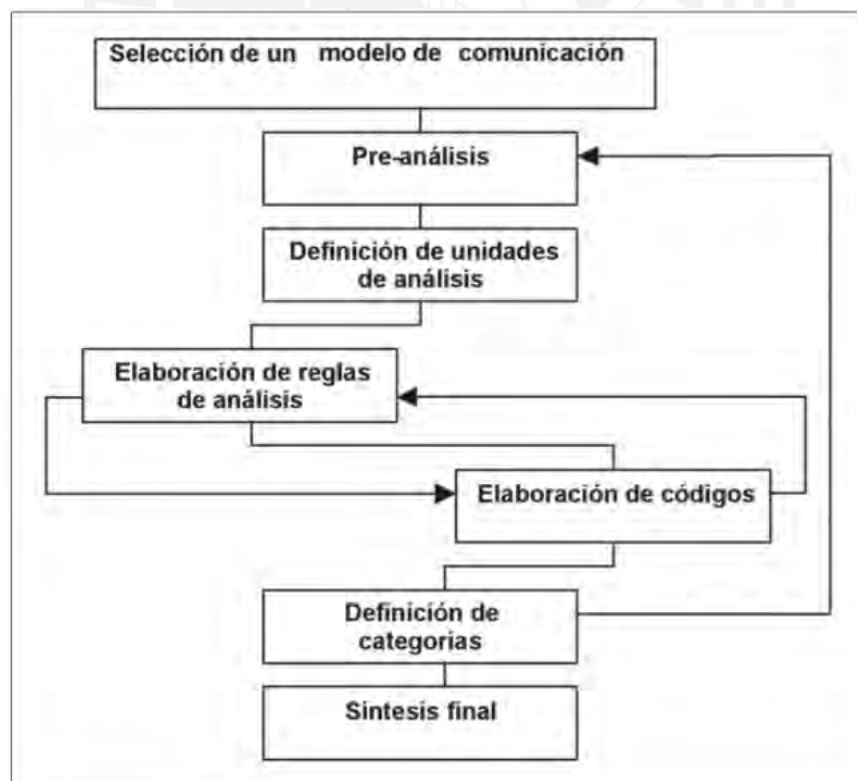 Selección de un modelo de comunicación
Pre-análisis
Definición de unidades
de análisis
Elaboración de reglas
de análisis
Elaboración de códigos
Definición de
categorias
Sintesis final